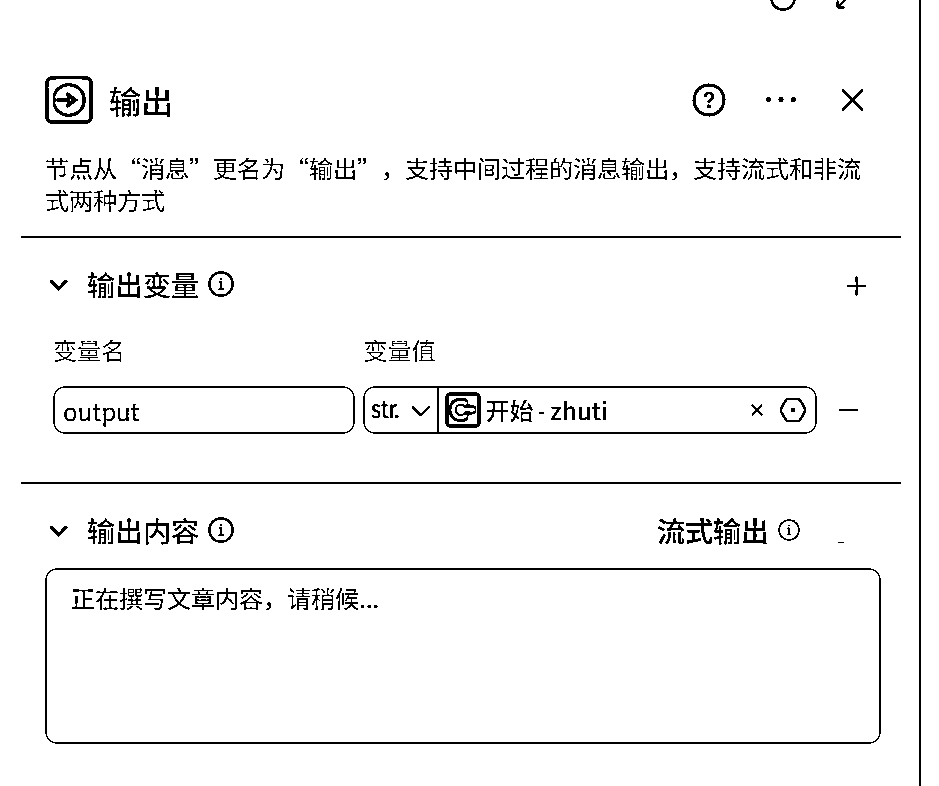 输出
节点从“消息”更名为“输出”，支持中间过程的消息输出，支持流式和非流
式两种方式
输出变量
变量名 变量值
output str. 开始 - zhuti
输出内容 流式输出
正在撰写文章内容，请稍候...